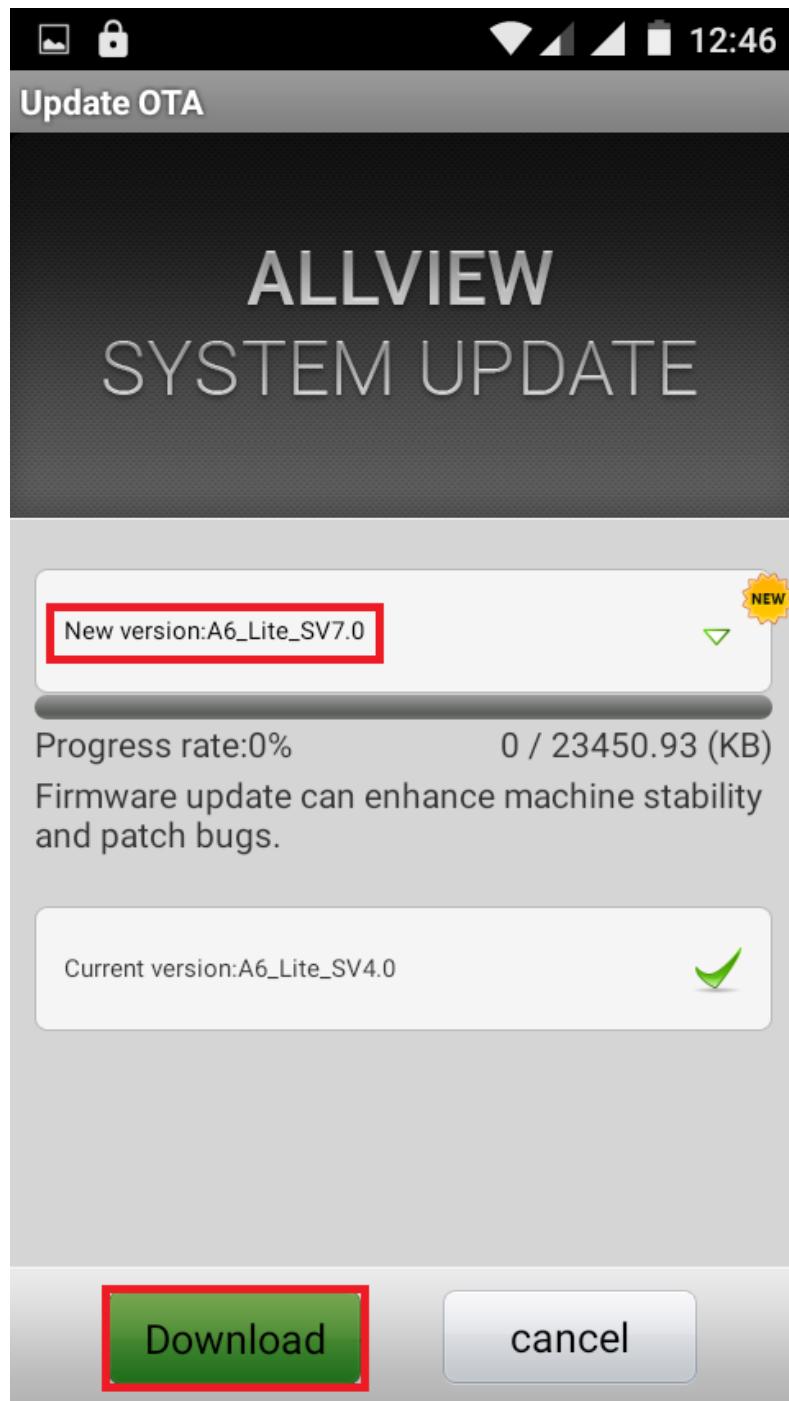 12:46
Update OTA
ALLVIEW
SYSTEM UPDATE
NEW
New version:A6_Lite_SV7.0
Progress rate:0% 0 / 23450.93 (KB)
Firmware update can enhance machine stability
and patch bugs.
Current version:A6_Lite_SV4.0
Download cancel